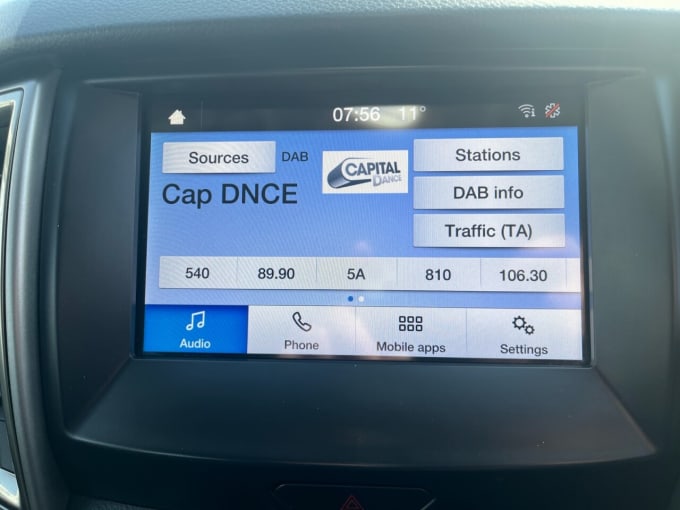 07:56 11°
Sources DAB
CAPITAL
DANCE
Stations
Cap DNCE
DAB info
Traffic (TA)
540 89.90 5A 810 106.30
Audio Phone Mobile apps Settings